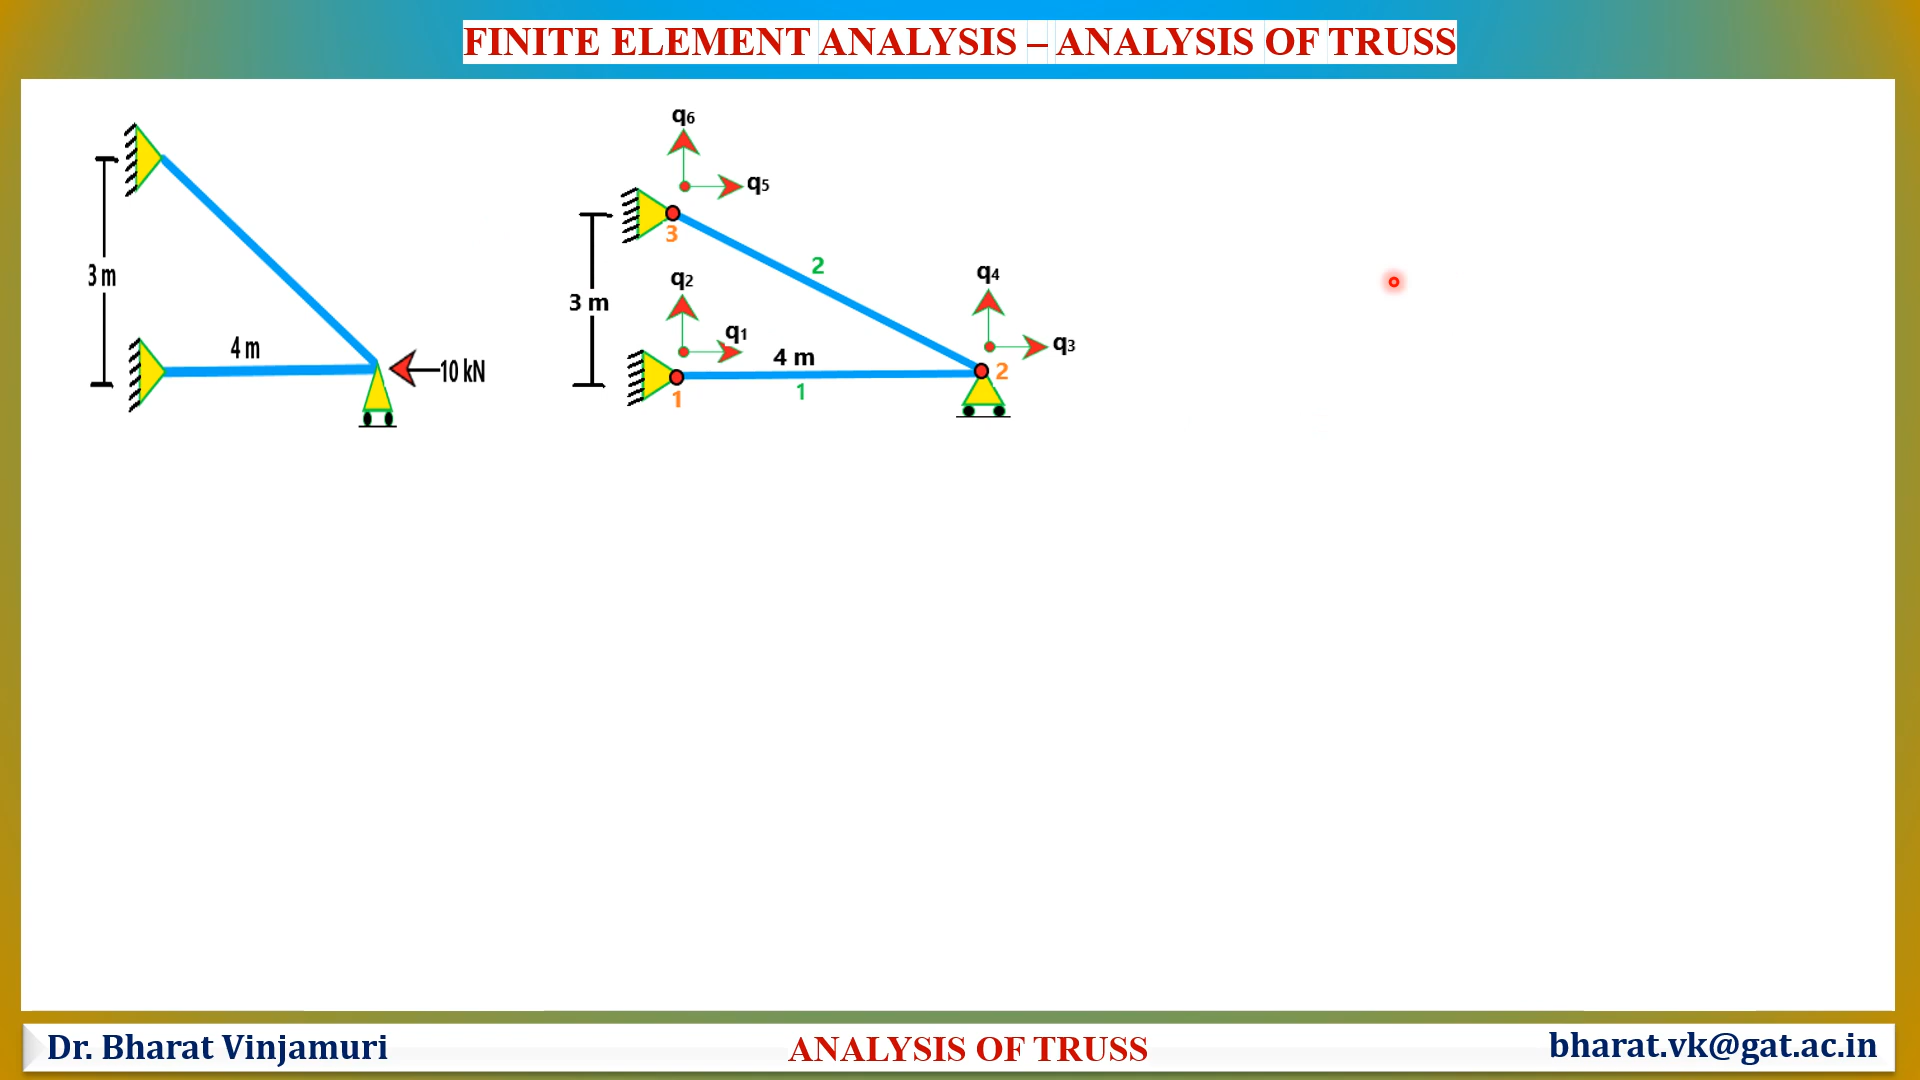 FINITE ELEMENT ANALYSIS – ANALYSIS OF TRUSS
3 m
4 m
10 kN
q6
q5
3
2
q2
q4
3 m
q1
q3
4 m
2
1
1
Dr. Bharat Vinjamuri
ANALYSIS OF TRUSS
bharat.vk@gat.ac.in